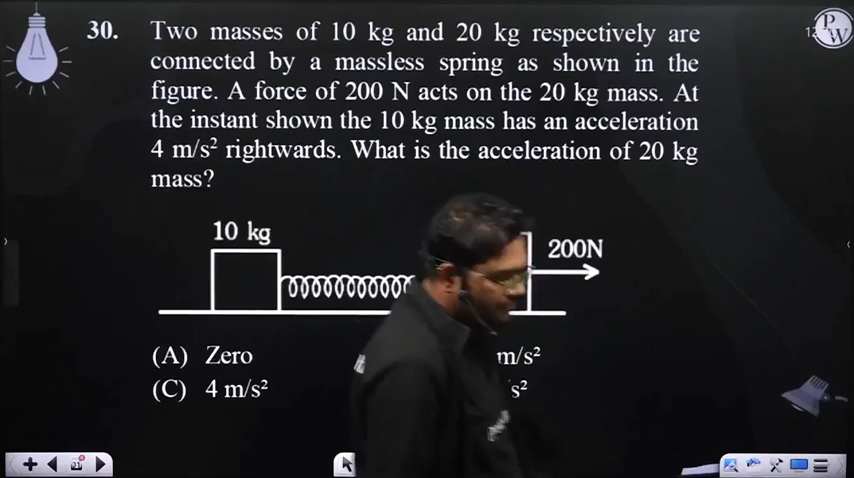 30. Two masses of 10 kg and 20 kg respectively are
connected by a massless spring as shown in the
figure. A force of 200 N acts on the 20 kg mass. At
the instant shown the 10 kg mass has an acceleration
4 m/s² rightwards. What is the acceleration of 20 kg
mass?
P
W
10 kg
200N
(A) Zero
m/s²
(C) 4 m/s²
s²